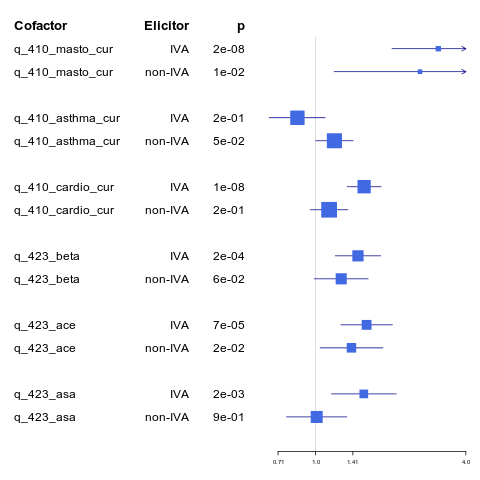 Cofactor Elicitor p
q_410_masto_cur IVA 2e-08
q_410_masto_cur non-IVA 1e-02
q_410_asthma_cur IVA 2e-01
q_410_asthma_cur non-IVA 5e-02
q_410_cardio_cur IVA 1e-08
q_410_cardio_cur non-IVA 2e-01
q_423_beta IVA 2e-04
q_423_beta non-IVA 6e-02
q_423_ace IVA 7e-05
q_423_ace non-IVA 2e-02
q_423_asa IVA 2e-03
q_423_asa non-IVA 9e-01
0.71 1.0 1.41 4.0